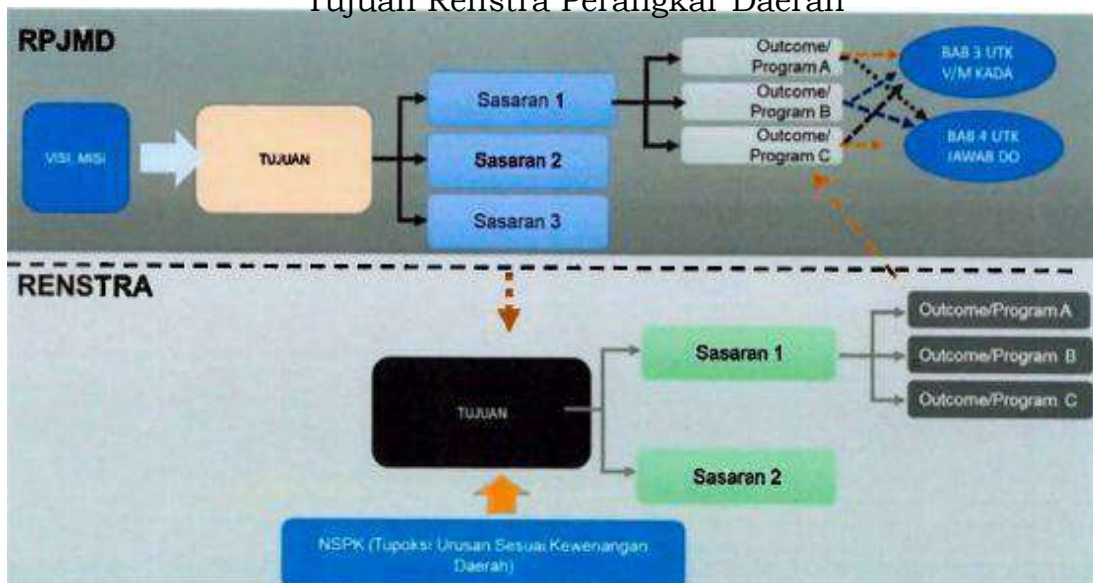 Tujuan Renstra Perangkat Daerah
RPJMD
VISI, MISI
TUJUAN
Sasaran 1
Sasaran 2
Sasaran 3
Outcome/
Program A
Outcome/
Program B
Outcome/
Program C
BAB 3 UTK
V/M KADA
BAB 4 UTK
JAWAB DO
RENSTRA
TUJUAN
Sasaran 1
Sasaran 2
Outcome/Program A
Outcome/Program B
Outcome/Program C
NSPK (Tupoksi Urusan Sesuai Kewenangan
Daerah)